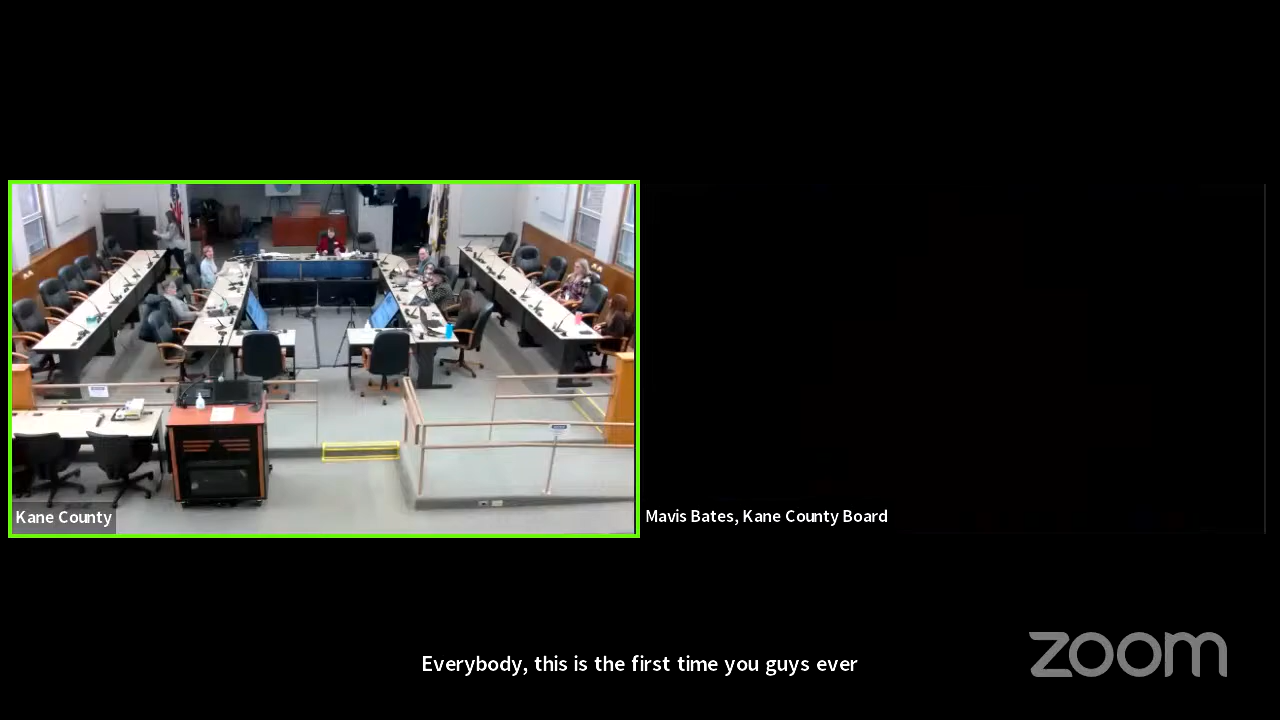 Kane County
Mavis Bates, Kane County Board
Everybody, this is the first time you guys ever
zoom